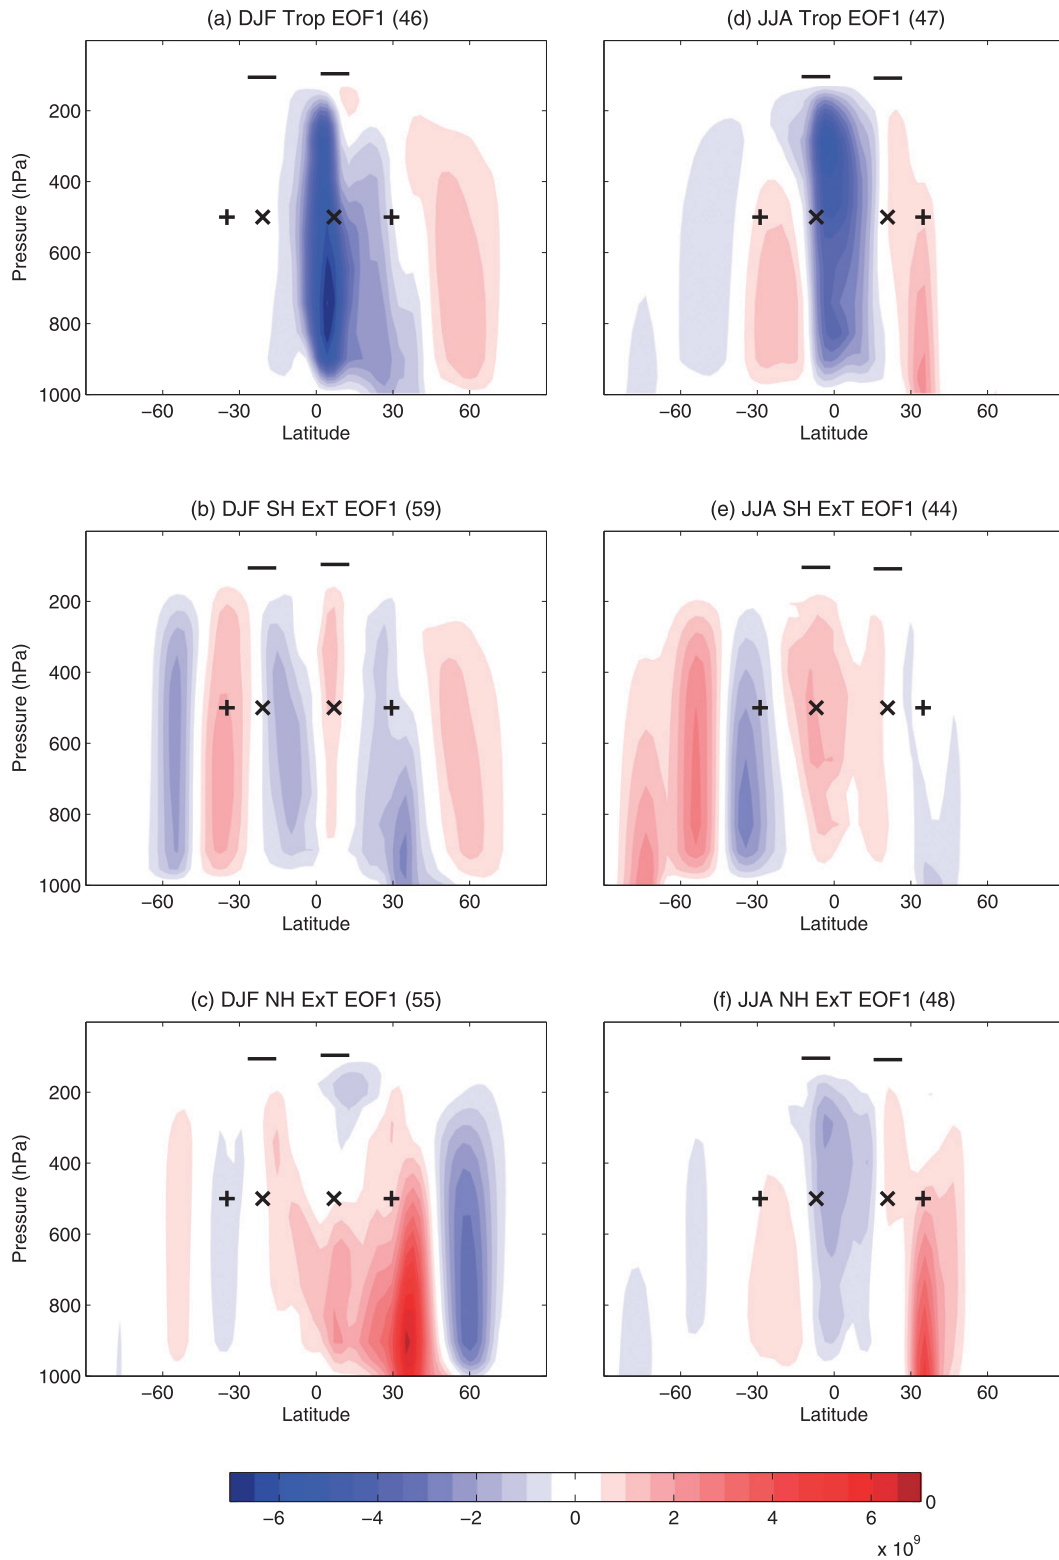 (a) DJF Trop EOF1 (46)
200
400
600
800
1000
Pressure (hPa)
−60 −30 0 30 60
Latitude
(d) JJA Trop EOF1 (47)
−60 −30 0 30 60
Latitude
(b) DJF SH ExT EOF1 (59)
200
400
600
800
1000
Pressure (hPa)
−60 −30 0 30 60
Latitude
(e) JJA SH ExT EOF1 (44)
−60 −30 0 30 60
Latitude
(c) DJF NH ExT EOF1 (55)
200
400
600
800
1000
Pressure (hPa)
−60 −30 0 30 60
Latitude
(f) JJA NH ExT EOF1 (48)
−60 −30 0 30 60
Latitude
0
−6 −4 −2 0 2 4 6
x 10⁹